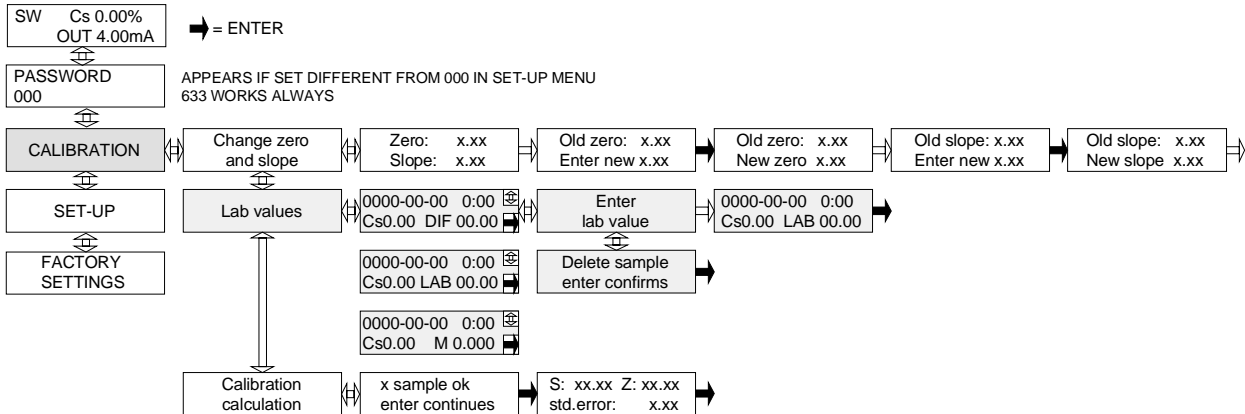 SW Cs 0.00%
OUT 4.00mA
= ENTER
PASSWORD
000
APPEARS IF SET DIFFERENT FROM 000 IN SET-UP MENU
633 WORKS ALWAYS
CALIBRATION
Change zero
and slope
Zero: x.xx
Slope: x.xx
Old zero: x.xx
Enter new x.xx
Old zero: x.xx
New zero x.xx
Old slope: x.xx
Enter new x.xx
Old slope: x.xx
New slope x.xx
SET-UP
Lab values
0000-00-00 0:00
Cs0.00 DIF 00.00
Enter
lab value
0000-00-00 0:00
Cs0.00 LAB 00.00
FACTORY
SETTINGS
0000-00-00 0:00
Cs0.00 LAB 00.00
Delete sample
enter confirms
0000-00-00 0:00
Cs0.00 M 0.000
Calibration
calculation
x sample ok
enter continues
S: xx.xx Z: xx.xx
std.error: x.xx